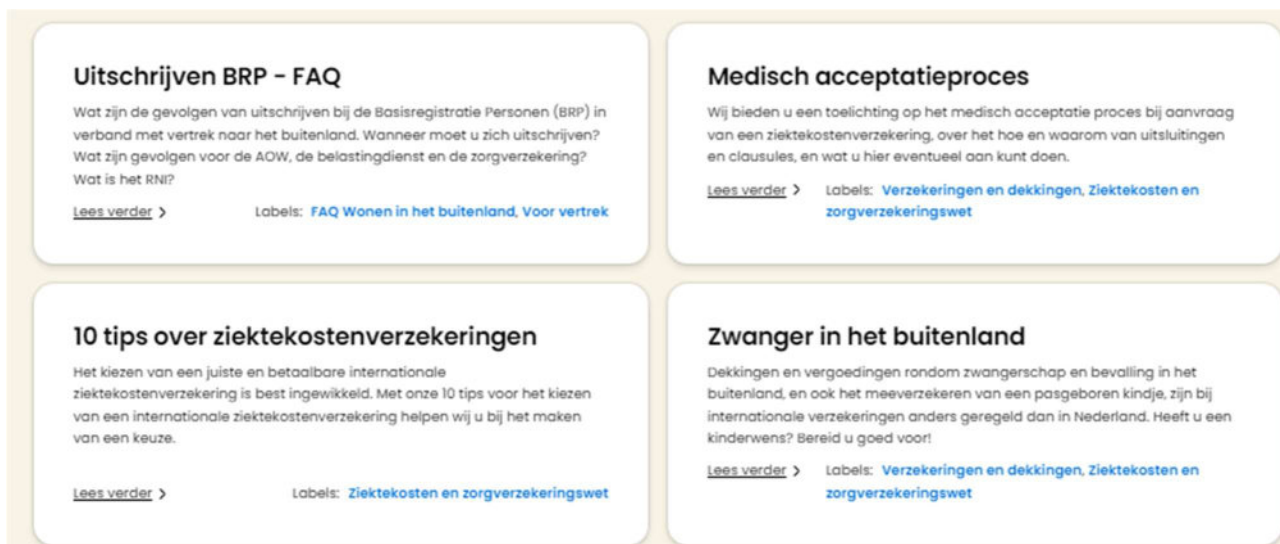 Uitschrijven BRP - FAQ
Wat zijn de gevolgen van uitschrijven bij de Basisregistratie Personen (BRP) in
verband met vertrek naar het buitenland. Wanneer moet u zich uitschrijven?
Wat zijn gevolgen voor de AOW, de belastingdienst en de zorgverzekering?
Wat is het RNI?
Lees verder >
Labels: FAQ Wonen in het buitenland, Voor vertrek
Medisch acceptatieproces
Wij bieden u een toelichting op het medisch acceptatie proces bij aanvraag
van een ziektekostenverzekering, over het hoe en waarom van uitsluitingen
en clausules, en wat u hier eventueel aan kunt doen.
Lees verder >
Labels: Verzekeringen en dekkingen, Ziektekosten en
zorgverzekeringswet
10 tips over ziektekostenverzekeringen
Het kiezen van een juiste en betaalbare internationale
ziektekostenverzekering is best ingewikkeld. Met onze 10 tips voor het kiezen
van een internationale ziektekostenverzekering helpen wij u bij het maken
van een keuze.
Lees verder >
Labels: Ziektekosten en zorgverzekeringswet
Zwanger in het buitenland
Dekkingen en vergoedingen rondom zwangerschap en bevalling in het
buitenland, en ook het meeverzekeren van een pasgeboren kindje, zijn bij
internationale verzekeringen anders geregeld dan in Nederland. Heeft u een
kinderwens? Bereid u goed voor!
Lees verder >
Labels: Verzekeringen en dekkingen, Ziektekosten en
zorgverzekeringswet